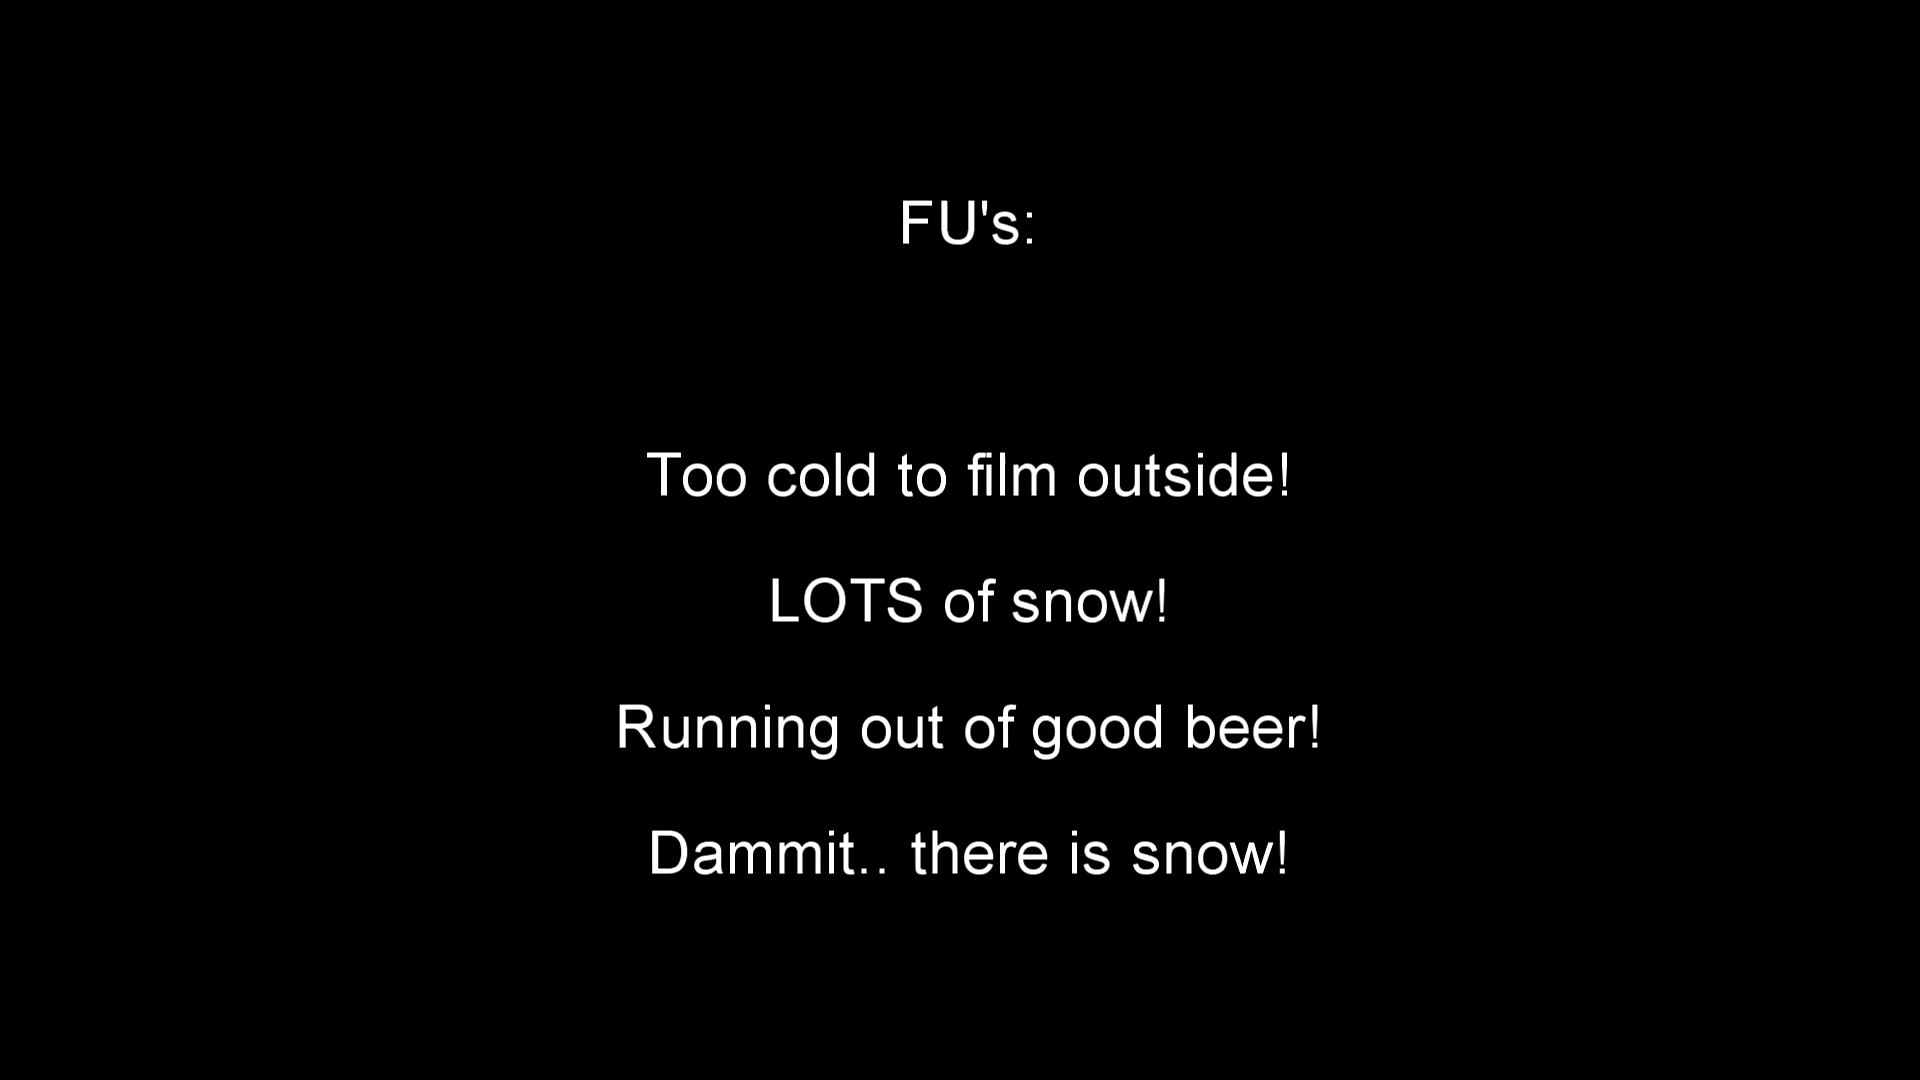 FU's:
Too cold to film outside!
LOTS of snow!
Running out of good beer!
Dammit.. there is snow!